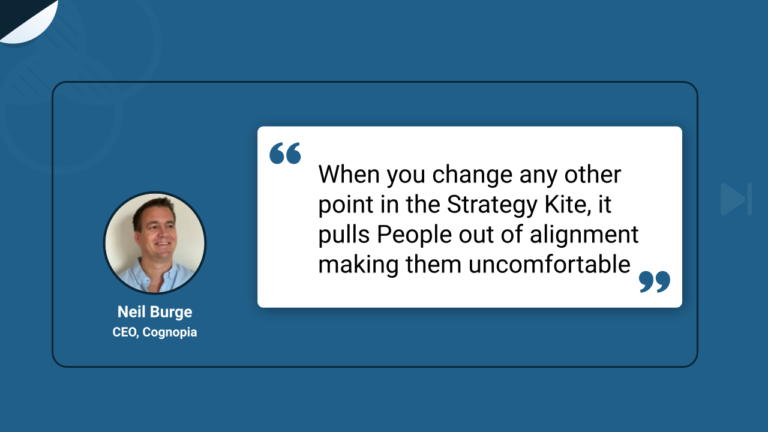 “
When you change any other
point in the Strategy Kite, it
pulls People out of alignment
making them uncomfortable
”
Neil Burge
CEO, Cognopia